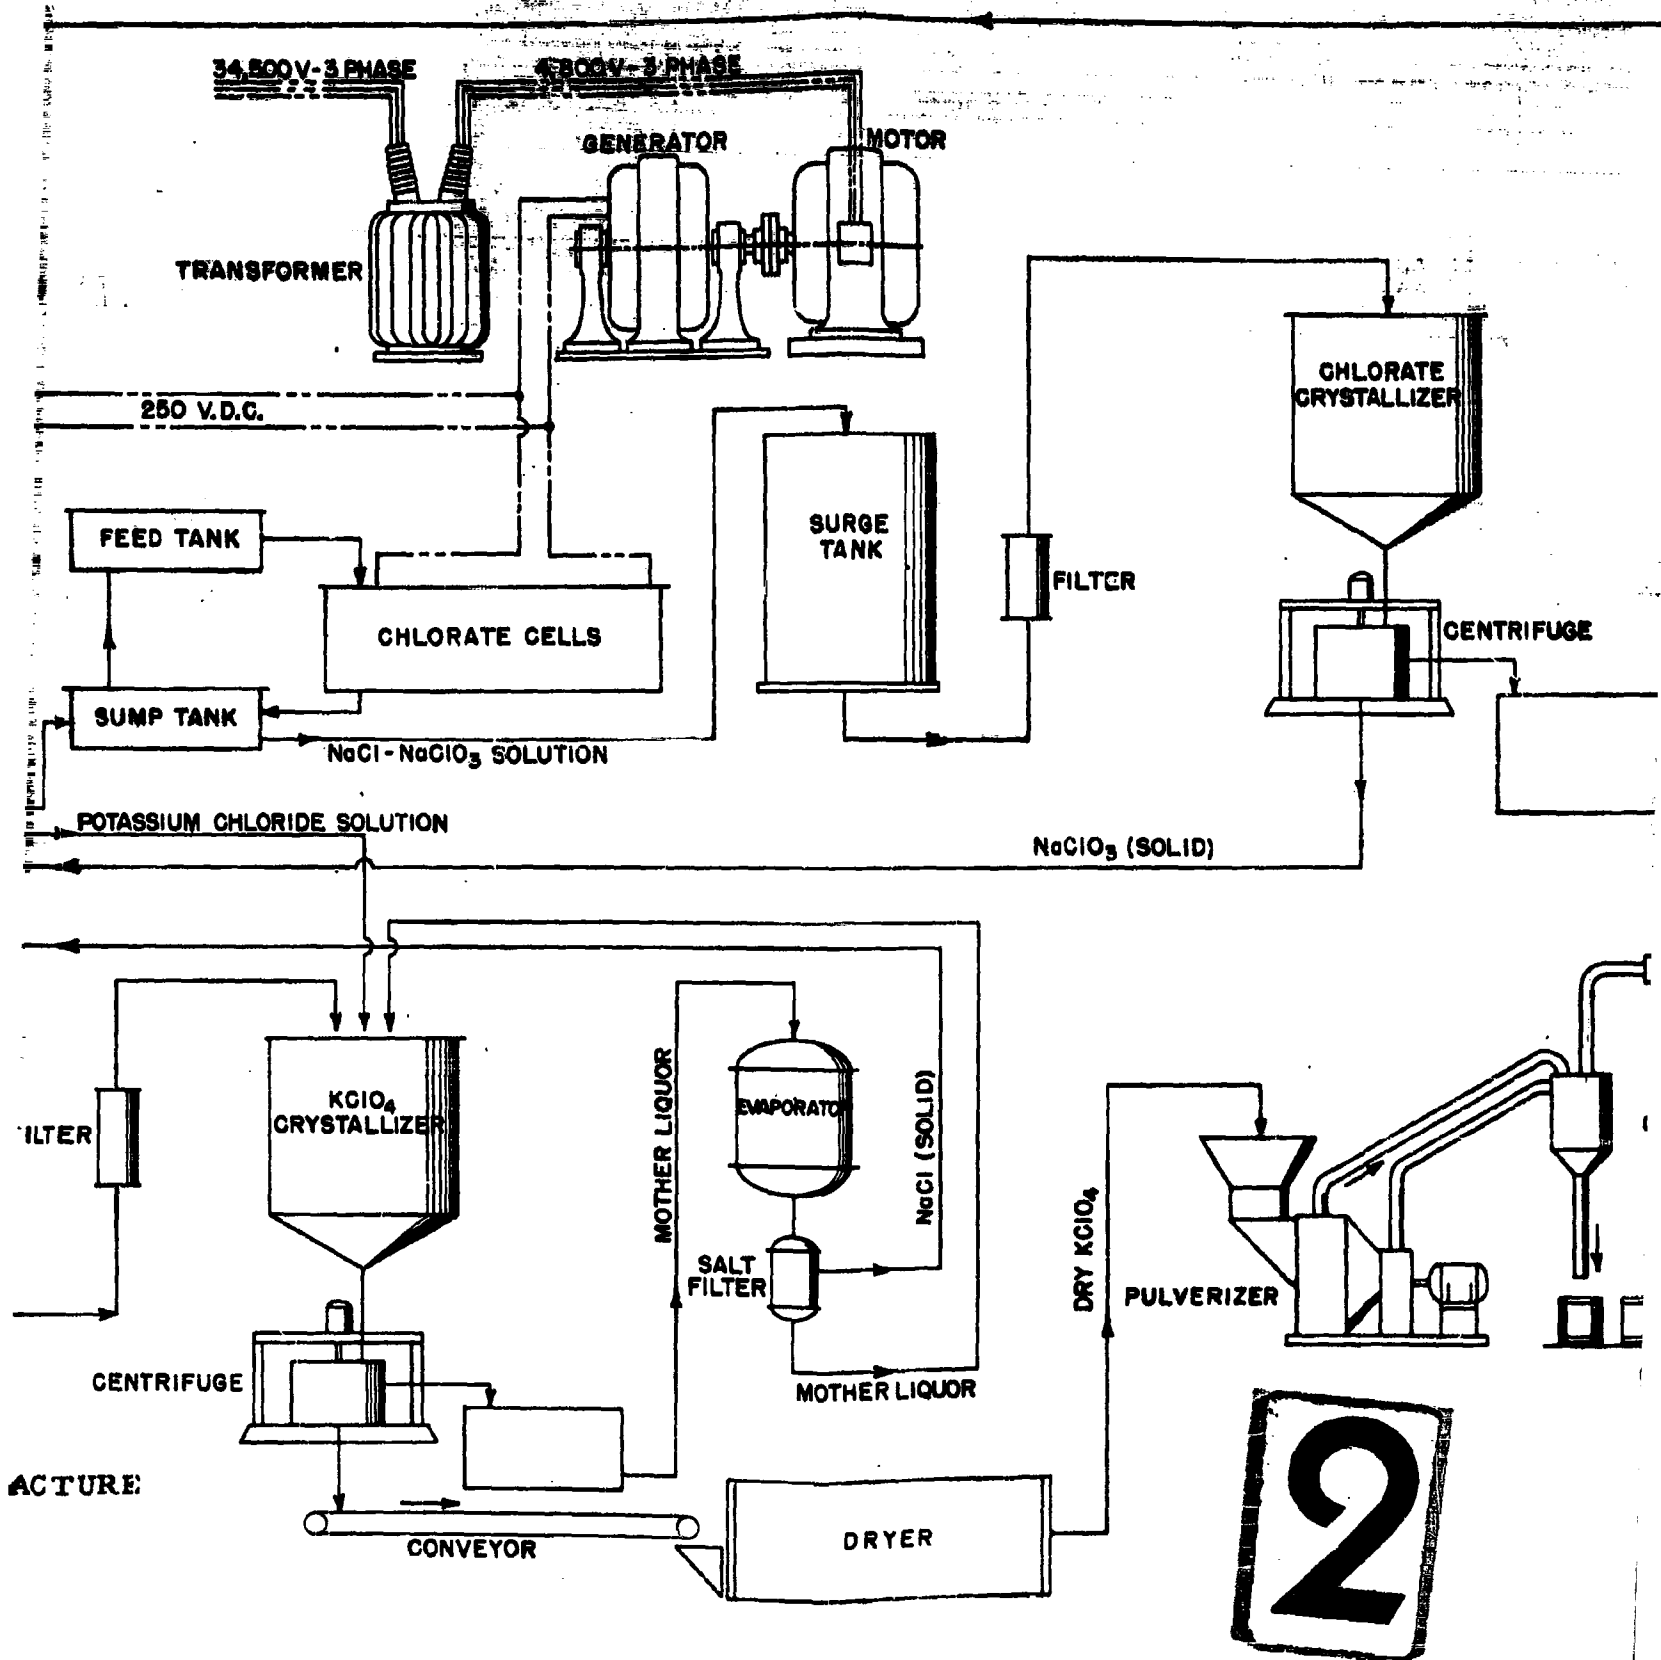 34,500 V - 3 PHASE
4,800 V - 3 PHASE
GENERATOR
MOTOR
TRANSFORMER
250 V.D.C.
CHLORATE
CRYSTALLIZER
FEED TANK
SURGE
TANK
FILTER
CHLORATE CELLS
CENTRIFUGE
SUMP TANK
NaCl-NaClO₃ SOLUTION
POTASSIUM CHLORIDE SOLUTION
NaClO₃ (SOLID)
KClO₄
CRYSTALLIZER
ILTER
MOTHER LIQUOR
EVAPORATOR
NaCl (SOLID)
SALT
FILTER
DRY KClO₄
PULVERIZER
CENTRIFUGE
MOTHER LIQUOR
ACTURE
CONVEYOR
DRYER
2